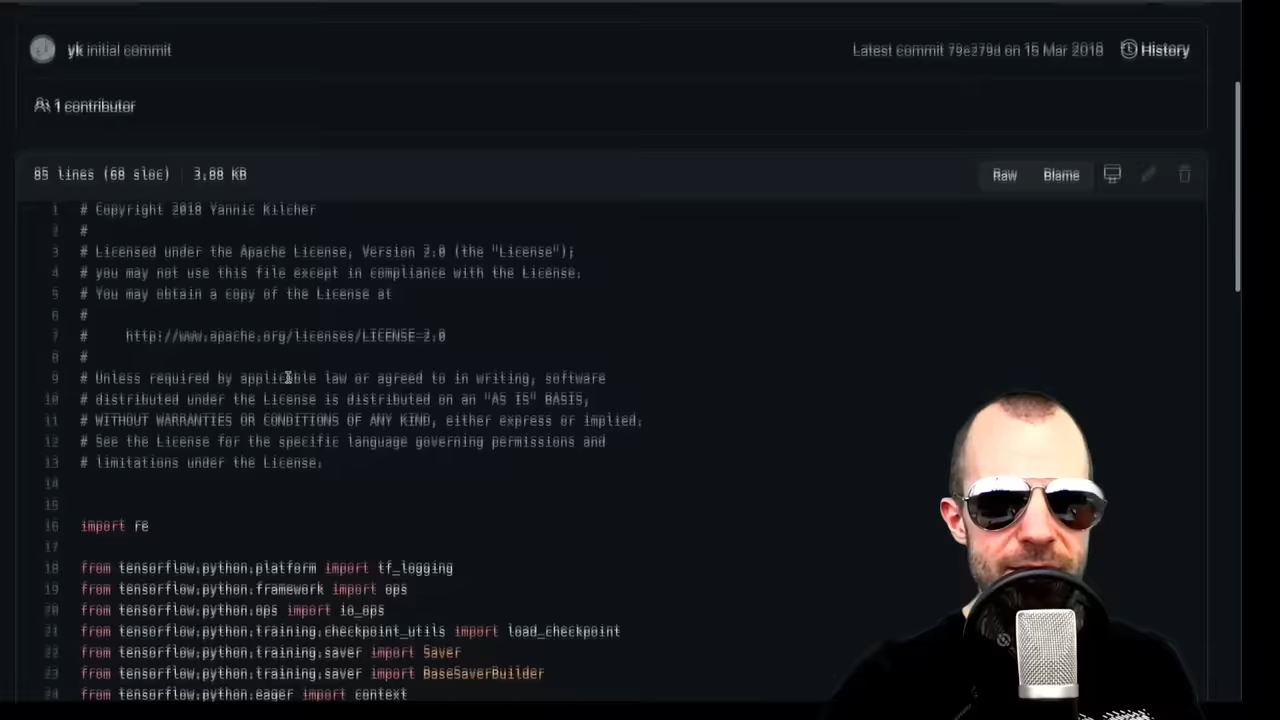 yk initial commit
Latest commit 79e279d on 15 Mar 2018
History
1 contributor
85 lines (68 sloc)
3.88 KB
Raw
Blame
1 # Copyright 2018 Yannic Kilcher
2 #
3 # Licensed under the Apache License, Version 2.0 (the "License");
4 # you may not use this file except in compliance with the License.
5 # You may obtain a copy of the License at
6 #
7 # http://www.apache.org/licenses/LICENSE-2.0
8 #
9 # Unless required by applicable law or agreed to in writing, software
10 # distributed under the License is distributed on an "AS IS" BASIS,
11 # WITHOUT WARRANTIES OR CONDITIONS OF ANY KIND, either express or implied.
12 # See the License for the specific language governing permissions and
13 # limitations under the License.
14
15
16 import re
17
18 from tensorflow.python.platform import tf_logging
19 from tensorflow.python.framework import ops
20 from tensorflow.python.ops import io_ops
21 from tensorflow.python.training.checkpoint_utils import load_checkpoint
22 from tensorflow.python.training.saver import Saver
23 from tensorflow.python.training.saver import BaseSaverBuilder
24 from tensorflow.python.eager import context